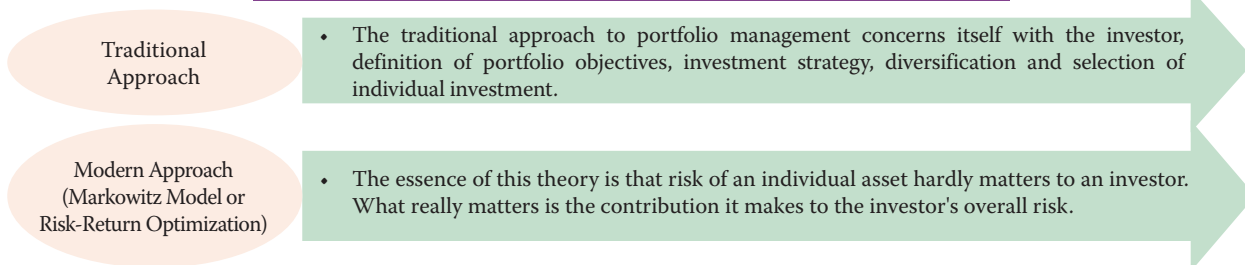 Traditional
Approach
• The traditional approach to portfolio management concerns itself with the investor,
definition of portfolio objectives, investment strategy, diversification and selection of
individual investment.
Modern Approach
(Markowitz Model or
Risk-Return Optimization)
• The essence of this theory is that risk of an individual asset hardly matters to an investor.
What really matters is the contribution it makes to the investor's overall risk.